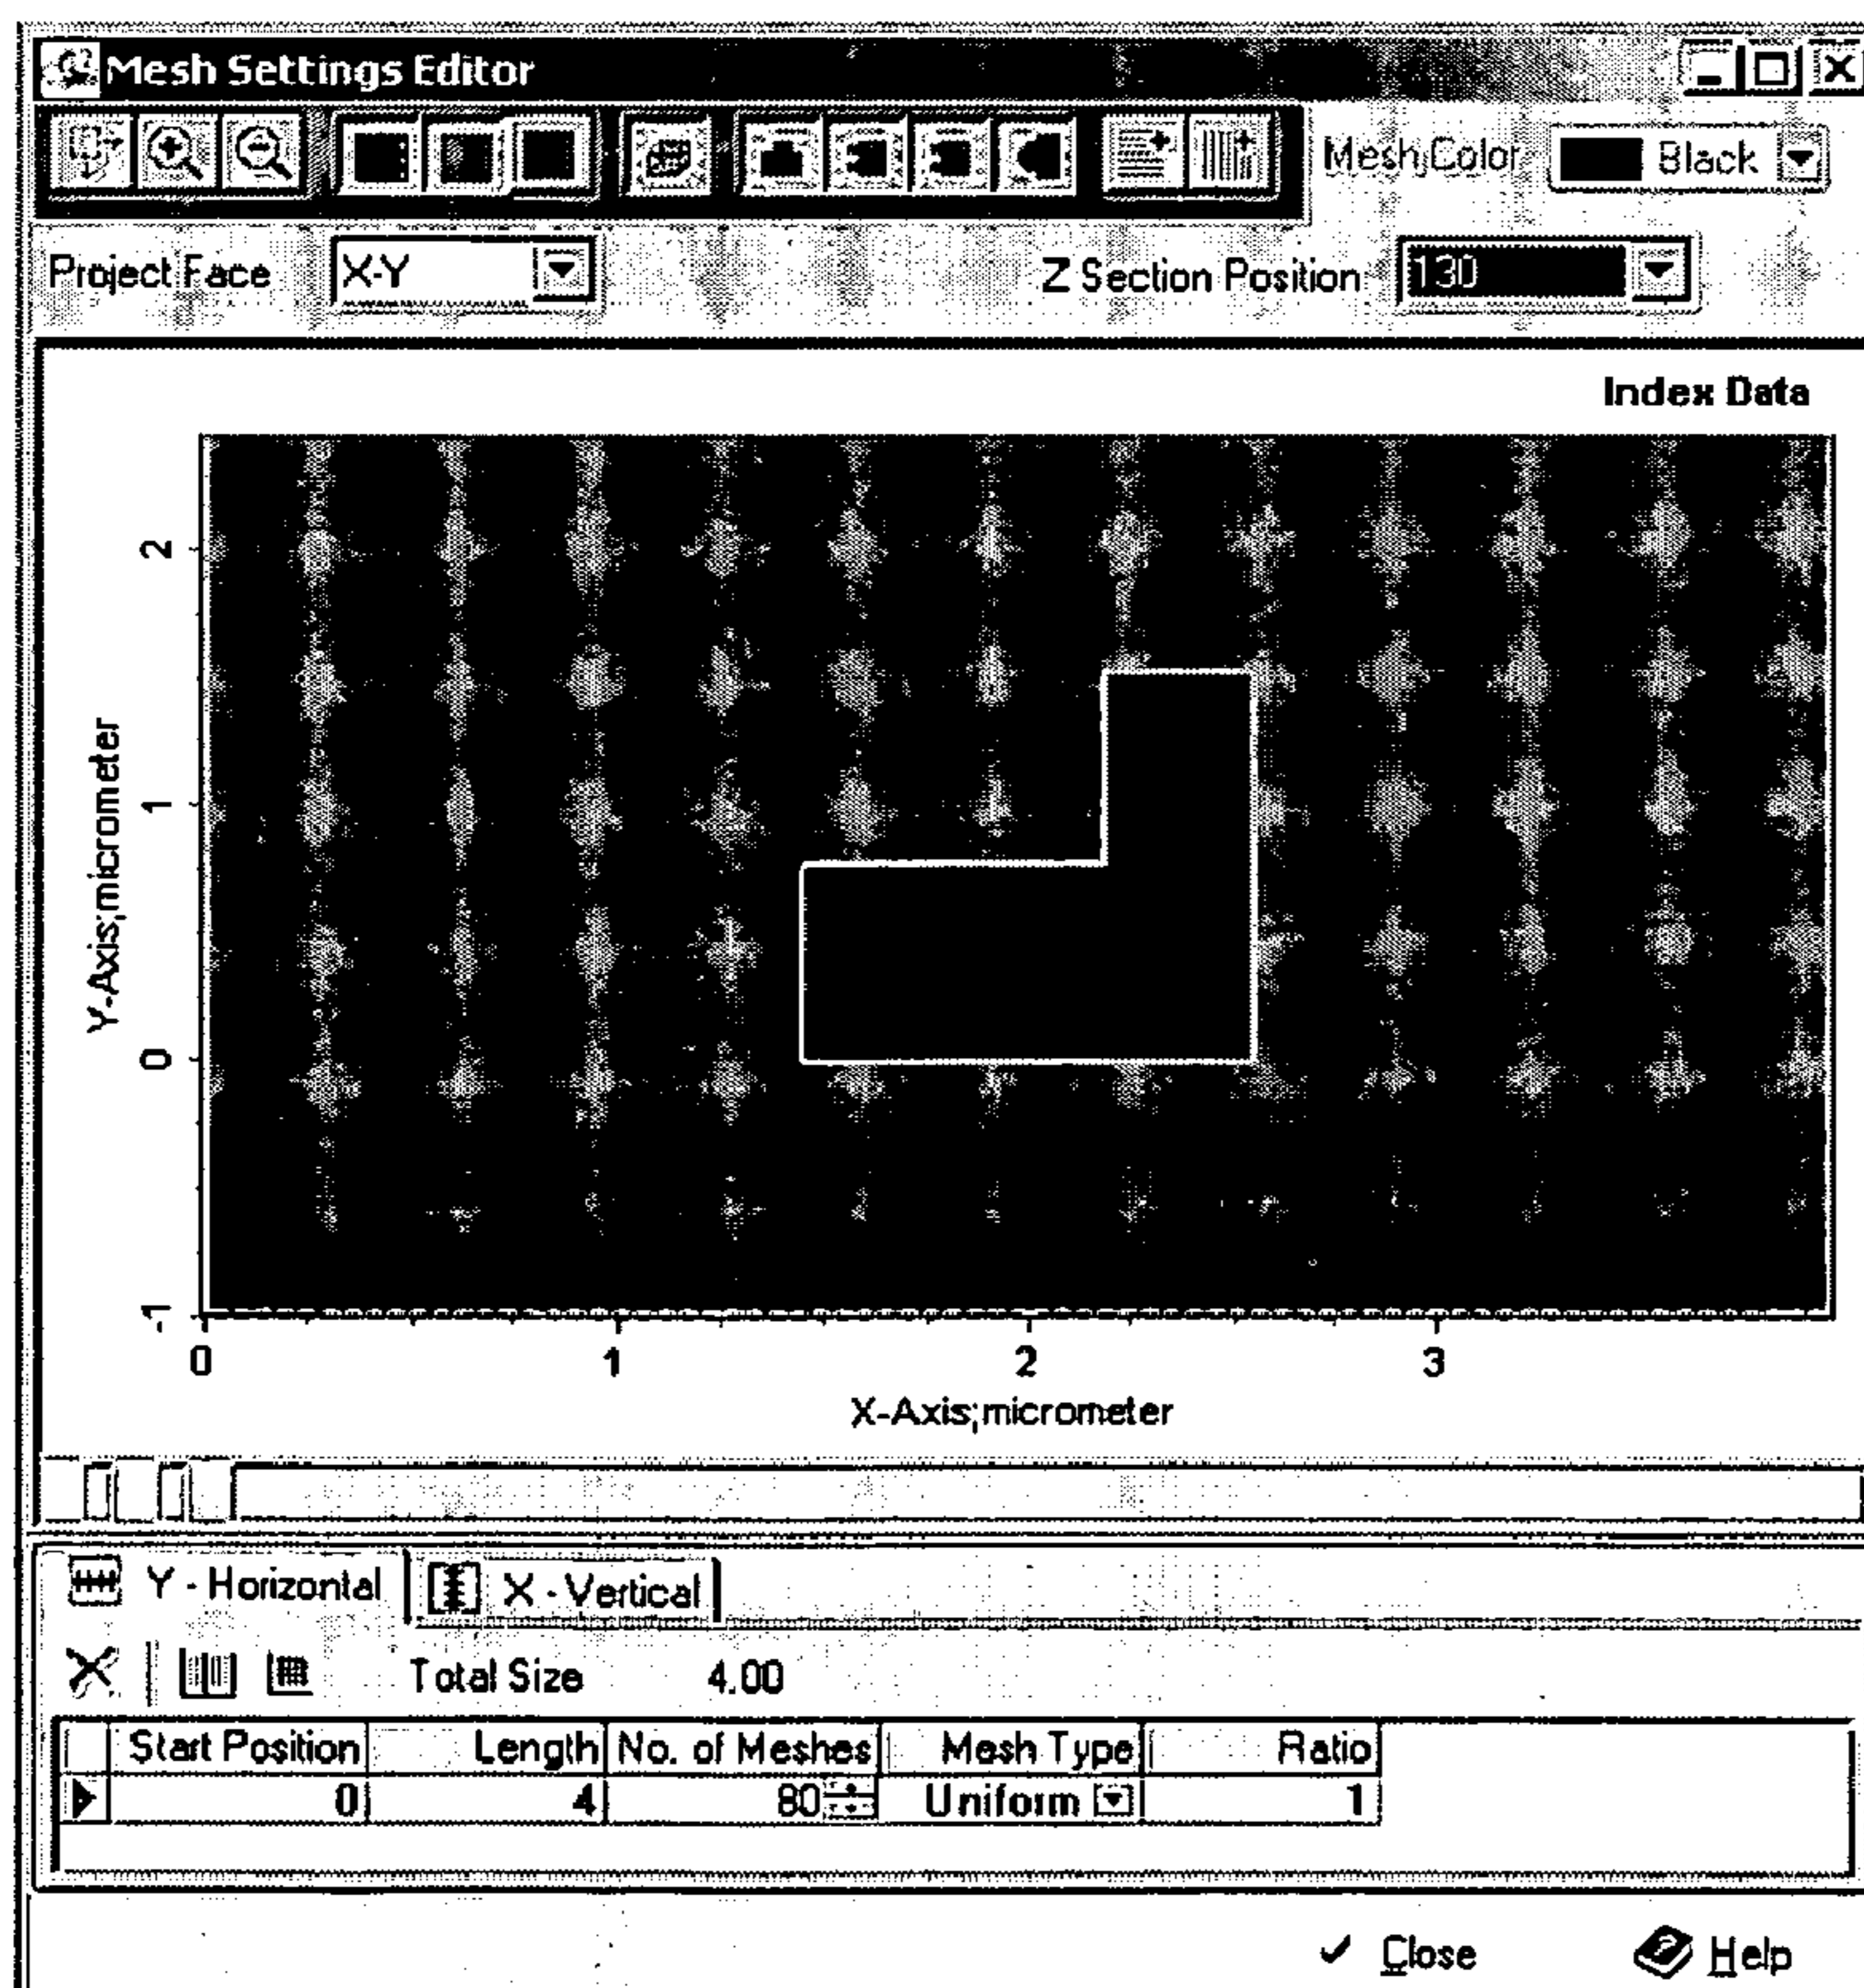 Mesh Settings Editor
Mesh Color Black
Project Face X-Y Z Section Position 130
Index Data
2
1
0
-1
Y-Axis;micrometer
0 1 2 3
X-Axis;micrometer
Y - Horizontal X - Vertical
Total Size 4.00
Start Position Length No. of Meshes Mesh Type Ratio
0 4 80 Uniform 1
Close Help